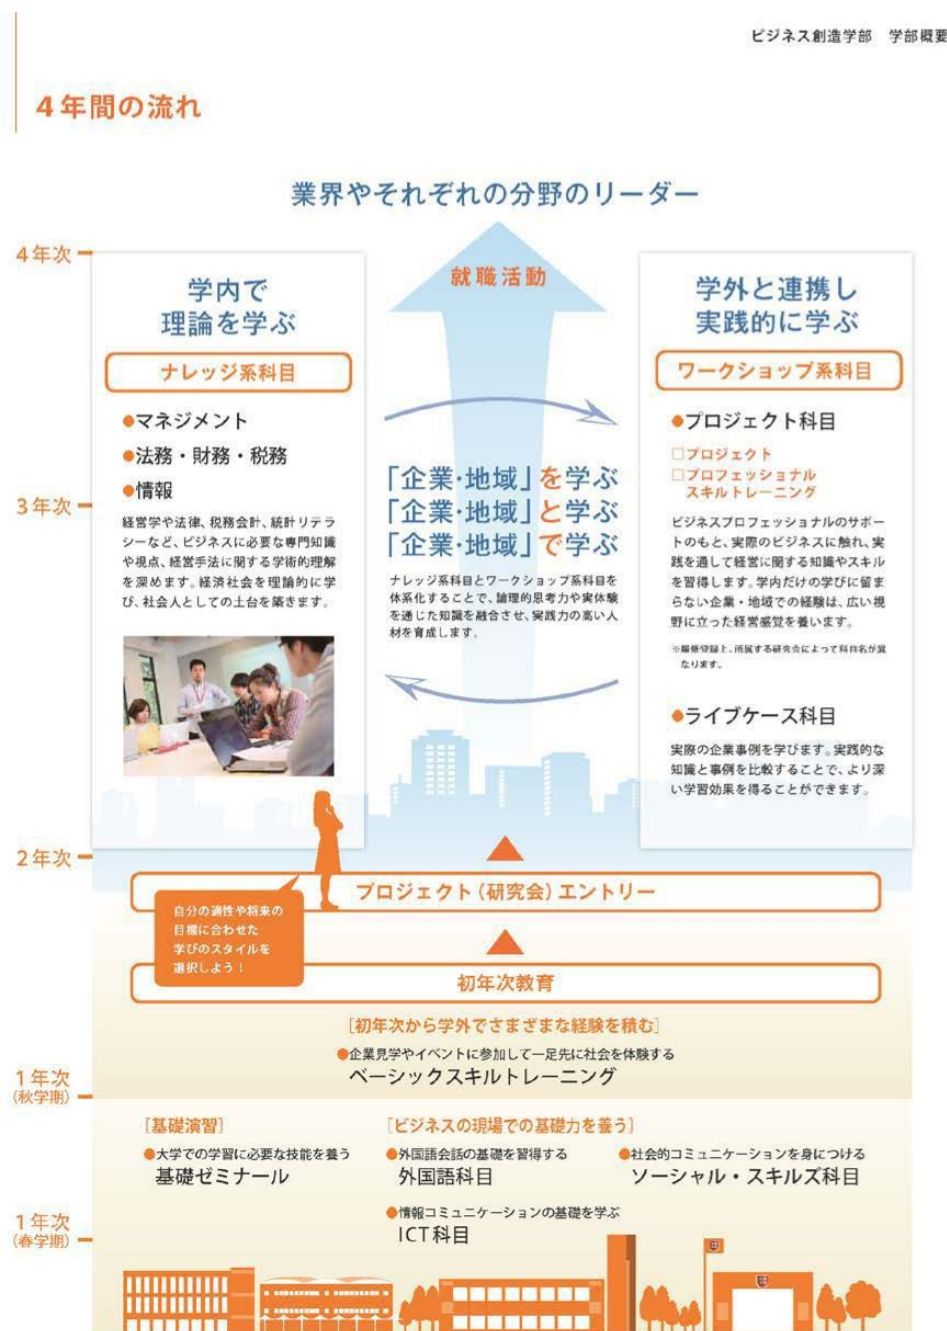 ビジネス創造学部 学部概要
4年間の流れ
業界やそれぞれの分野のリーダー
4年次
就職活動
学内で
理論を学ぶ
ナレッジ系科目
●マネジメント
●法務・財務・税務
●情報
3年次
経営学や法律、税務会計、統計リテラ
シーなど、ビジネスに必要な専門知識
や視点、経営手法に関する学術的理解
を深めます。経済社会を理論的に学
び、社会人としての土台を築きます。
「企業・地域」を学ぶ
「企業・地域」と学ぶ
「企業・地域」で学ぶ
ナレッジ系科目とワークショップ系科目を
体系化することで、論理的思考力や実体験
を通じた知識を融合させ、実践力の高い人
材を育成します。
学外と連携し
実践的に学ぶ
ワークショップ系科目
●プロジェクト科目
□プロジェクト
□プロフェッショナル
スキルトレーニング
ビジネスプロフェッショナルのサポー
トのもと、実際のビジネスに触れ、実
践を通して経営に関する知識やスキル
を習得します。学内だけの学びに留ま
らない企業・地域での経験は、広い視
野に立った経営感覚を養います。
※履修登録上、所属する研究会によって科目名が異
なります。
●ライブケース科目
実際の企業事例を学びます。実践的な
知識と事例を比較することで、より深
い学習効果を得ることができます。
2年次
プロジェクト(研究会)エントリー
自分の適性や将来の
目標に合わせた
学びのスタイルを
選択しよう!
初年次教育
[初年次から学外でさまざまな経験を積む]
●企業見学やイベントに参加して一足先に社会を体験する
ベーシックスキルトレーニング
1年次
(秋学期)
[基礎演習]
●大学での学習に必要な技能を養う
基礎ゼミナール
[ビジネスの現場での基礎力を養う]
●外国語会話の基礎を習得する
外国語科目
●社会的コミュニケーションを身につける
ソーシャル・スキルズ科目
●情報コミュニケーションの基礎を学ぶ
ICT科目
1年次
(春学期)